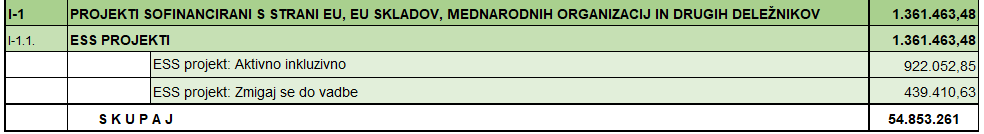 I-1 PROJEKTI SOFINANCIRANI S STRANI EU, EU SKLADOV, MEDNARODNIH ORGANIZACIJ IN DRUGIH DELEŽNIKOV 1.361.463,48
I-1.1. ESS PROJEKTI 1.361.463,48
ESS projekt: Aktivno inkluzivno 922.052,85
ESS projekt: Zmigaj se do vadbe 439.410,63
S K U P A J 54.853.261